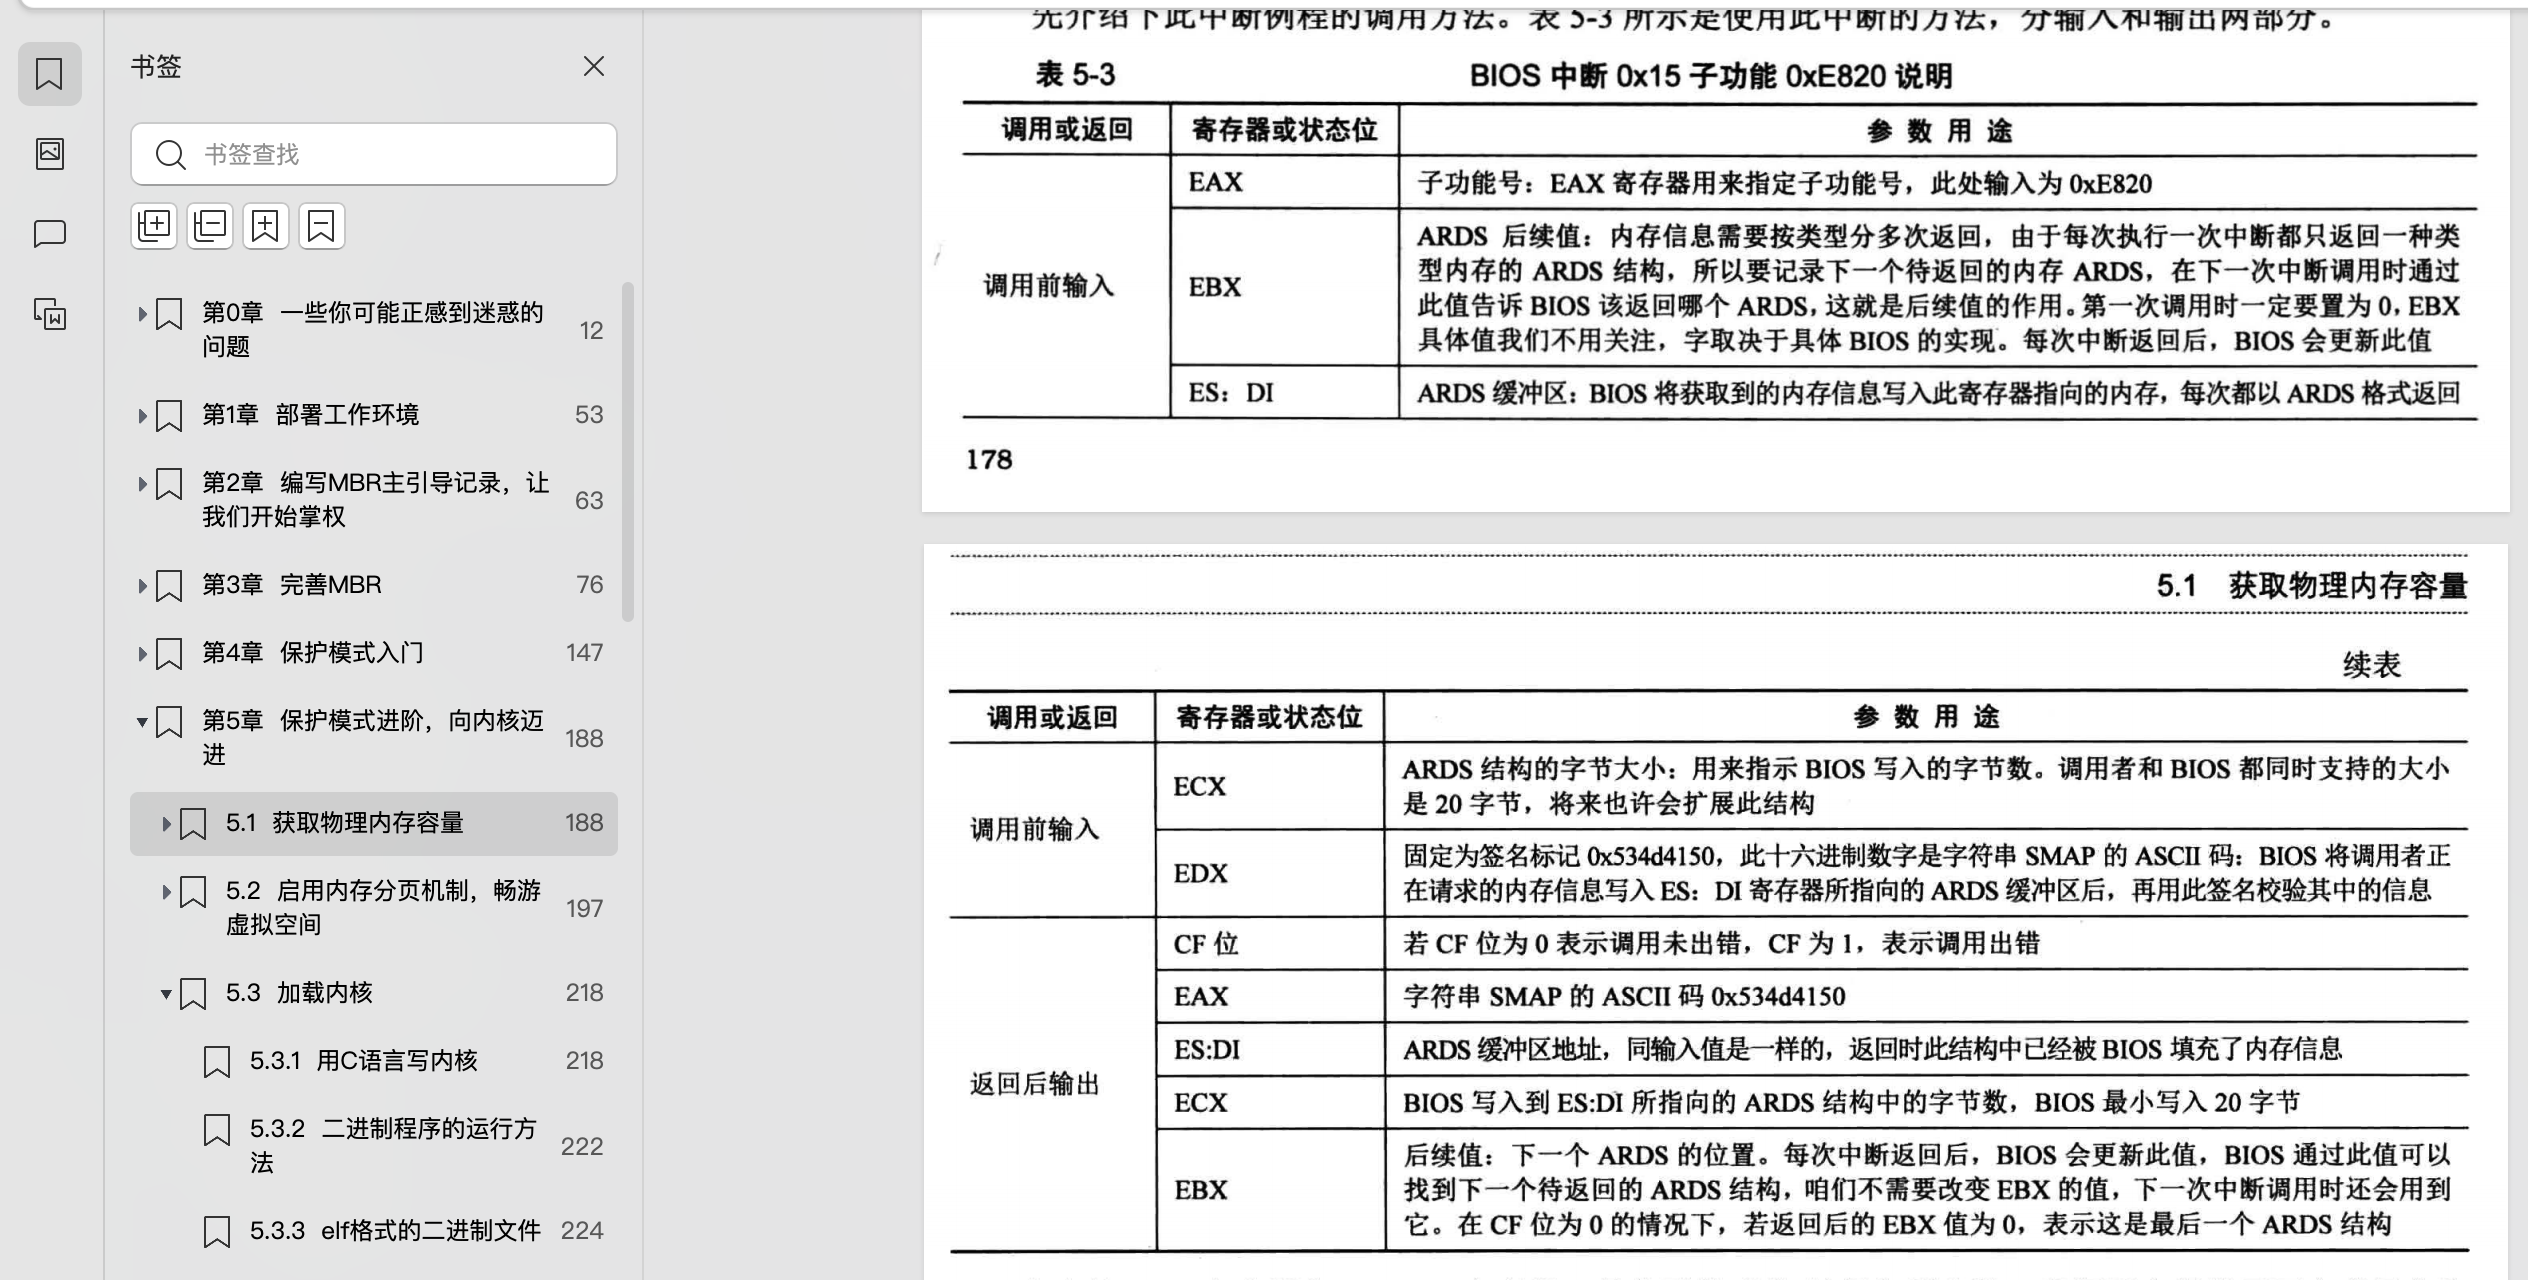 书签
书签查找
第0章 一些你可能正感到迷惑的
问题
12
第1章 部署工作环境 53
第2章 编写MBR主引导记录，让
我们开始掌权
63
第3章 完善MBR 76
第4章 保护模式入门 147
第5章 保护模式进阶，向内核迈
进
188
5.1 获取物理内存容量 188
5.2 启用内存分页机制，畅游
虚拟空间
197
5.3 加载内核 218
5.3.1 用C语言写内核 218
5.3.2 二进制程序的运行方
法
222
5.3.3 elf格式的二进制文件 224
先介绍下此中断例程的调用方法。表 5-3 所示是使用此中断的方法，分输入和输出两部分。
表 5-3 BIOS 中断 0x15 子功能 0xE820 说明
调用或返回 寄存器或状态位 参 数 用 途
调用前输入
EAX 子功能号：EAX 寄存器用来指定子功能号，此处输入为 0xE820
EBX
ARDS 后续值：内存信息需要按类型分多次返回，由于每次执行一次中断都只返回一种类
型内存的 ARDS 结构，所以要记录下一个待返回的内存 ARDS，在下一次中断调用时通过
此值告诉 BIOS 该返回哪个 ARDS，这就是后续值的作用。第一次调用时一定要置为 0，EBX
具体值我们不用关注，字取决于具体 BIOS 的实现。每次中断返回后，BIOS 会更新此值
ES：DI ARDS 缓冲区：BIOS 将获取到的内存信息写入此寄存器指向的内存，每次都以 ARDS 格式返回
178
5.1 获取物理内存容量
续表
调用或返回 寄存器或状态位 参 数 用 途
调用前输入
ECX
ARDS 结构的字节大小：用来指示 BIOS 写入的字节数。调用者和 BIOS 都同时支持的大小
是 20 字节，将来也许会扩展此结构
EDX
固定为签名标记 0x534d4150，此十六进制数字是字符串 SMAP 的 ASCII 码：BIOS 将调用者正
在请求的内存信息写入 ES：DI 寄存器所指向的 ARDS 缓冲区后，再用此签名校验其中的信息
返回后输出
CF 位 若 CF 位为 0 表示调用未出错，CF 为 1，表示调用出错
EAX 字符串 SMAP 的 ASCII 码 0x534d4150
ES:DI ARDS 缓冲区地址，同输入值是一样的，返回时此结构中已经被 BIOS 填充了内存信息
ECX BIOS 写入到 ES:DI 所指向的 ARDS 结构中的字节数，BIOS 最小写入 20 字节
EBX
后续值：下一个 ARDS 的位置。每次中断返回后，BIOS 会更新此值，BIOS 通过此值可以
找到下一个待返回的 ARDS 结构，咱们不需要改变 EBX 的值，下一次中断调用时还会用到
它。在 CF 位为 0 的情况下，若返回后的 EBX 值为 0，表示这是最后一个 ARDS 结构